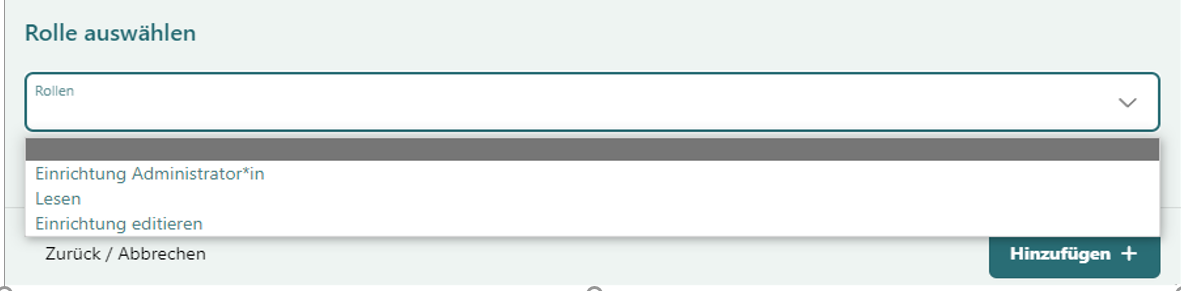 Rolle auswählen
Rollen
Einrichtung Administrator*in
Lesen
Einrichtung editieren
Zurück / Abbrechen
Hinzufügen +